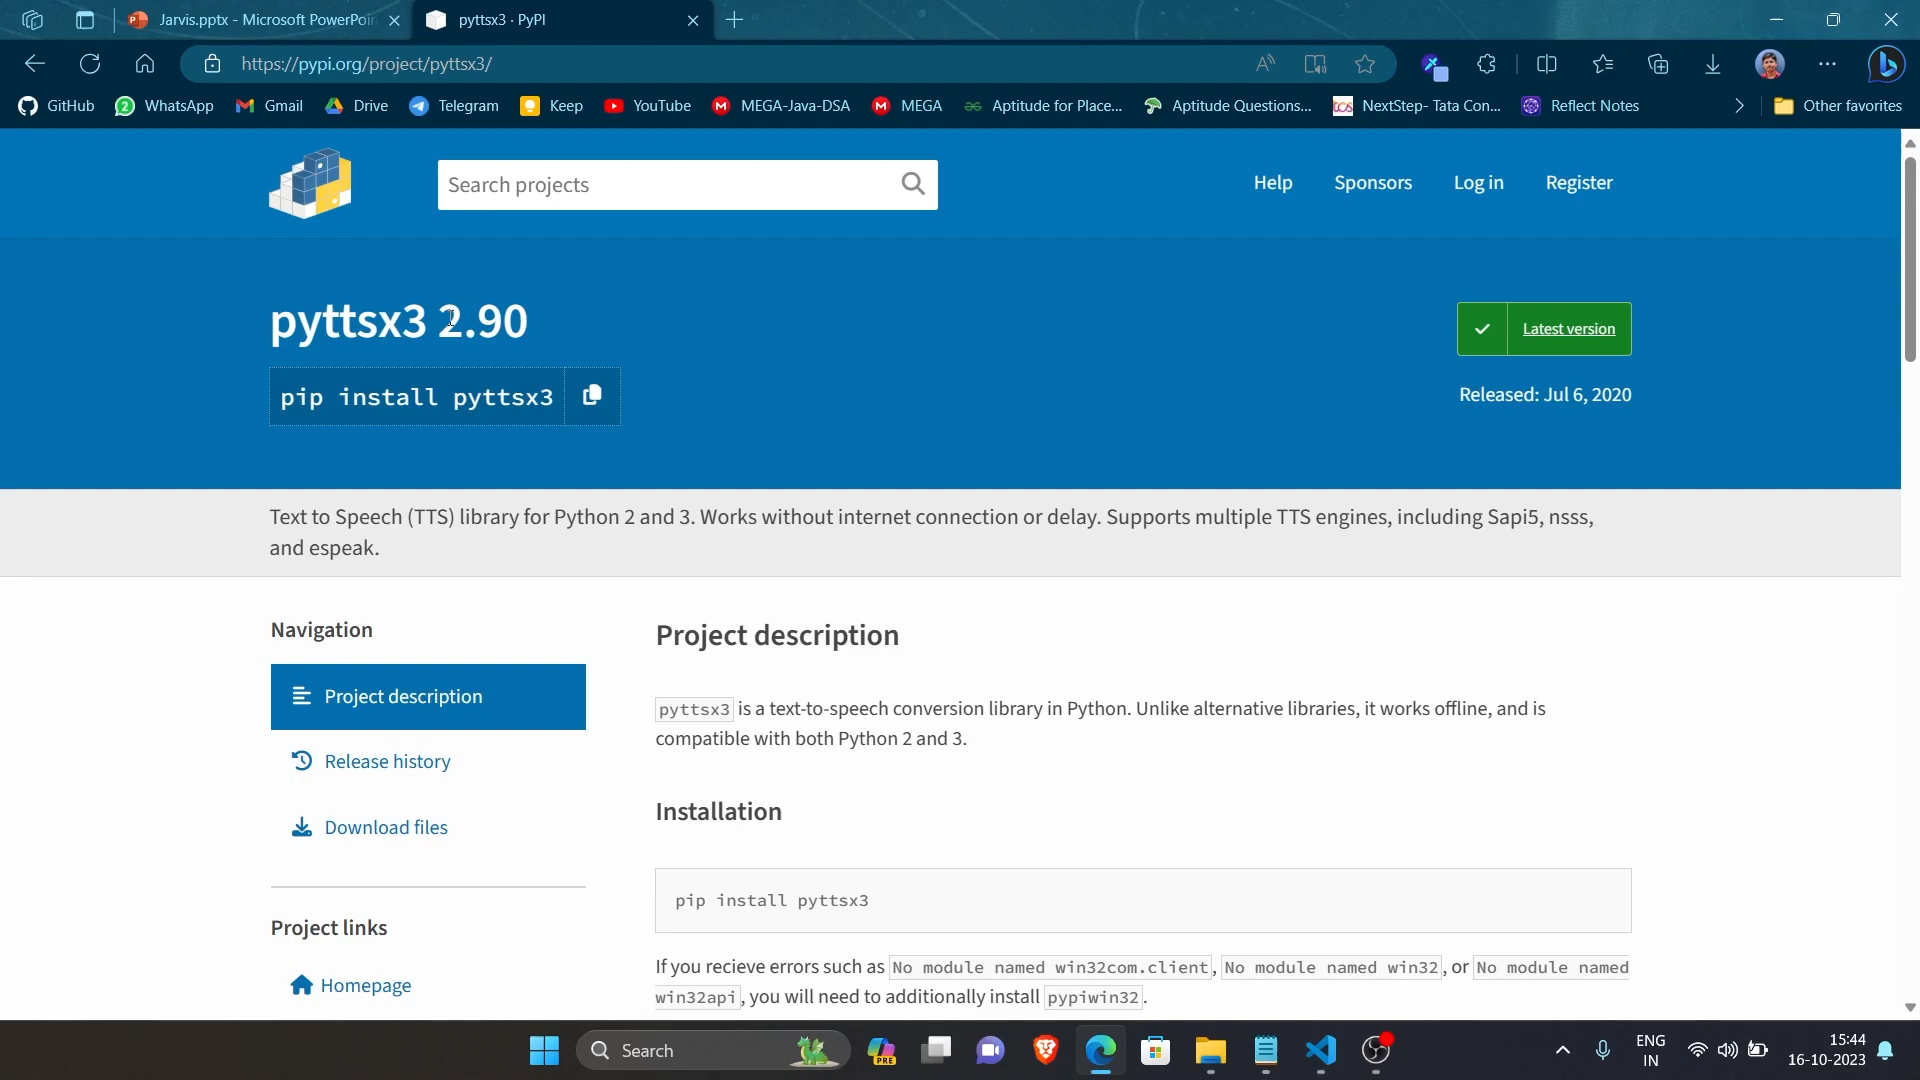 Jarvis.pptx - Microsoft PowerPoin
pyttsx3 · PyPI
https://pypi.org/project/pyttsx3/
GitHub WhatsApp Gmail Drive Telegram Keep YouTube MEGA-Java-DSA MEGA Aptitude for Place... Aptitude Questions... NextStep- Tata Con... Reflect Notes Other favorites
Search projects
Help Sponsors Log in Register
pyttsx3 2.90
pip install pyttsx3
Latest version
Released: Jul 6, 2020
Text to Speech (TTS) library for Python 2 and 3. Works without internet connection or delay. Supports multiple TTS engines, including Sapi5, nsss,
and espeak.
Navigation
Project description
Release history
Download files
Project links
Homepage
Project description
pyttsx3 is a text-to-speech conversion library in Python. Unlike alternative libraries, it works offline, and is
compatible with both Python 2 and 3.
Installation
pip install pyttsx3
If you recieve errors such as No module named win32com.client, No module named win32, or No module named
win32api, you will need to additionally install pypiwin32.
Search
PRE
ENG
IN
15:44
16-10-2023